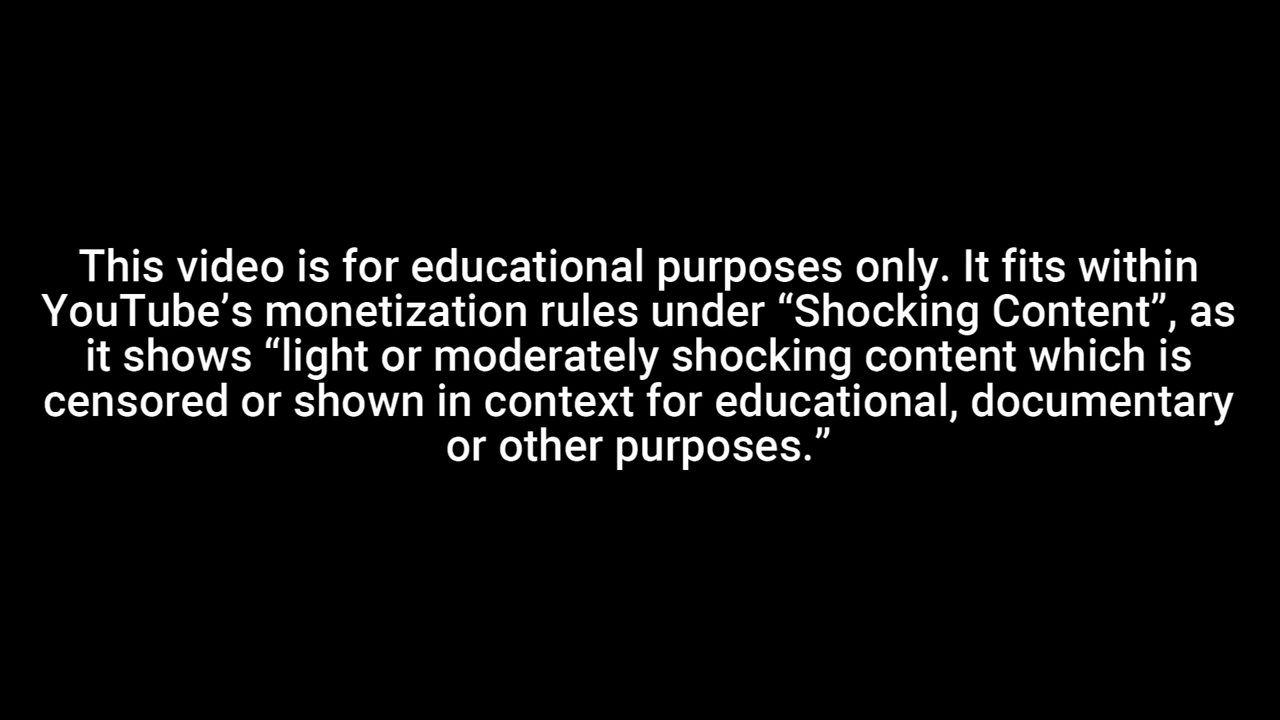 This video is for educational purposes only. It fits within
YouTube’s monetization rules under “Shocking Content”, as
it shows “light or moderately shocking content which is
censored or shown in context for educational, documentary
or other purposes.”